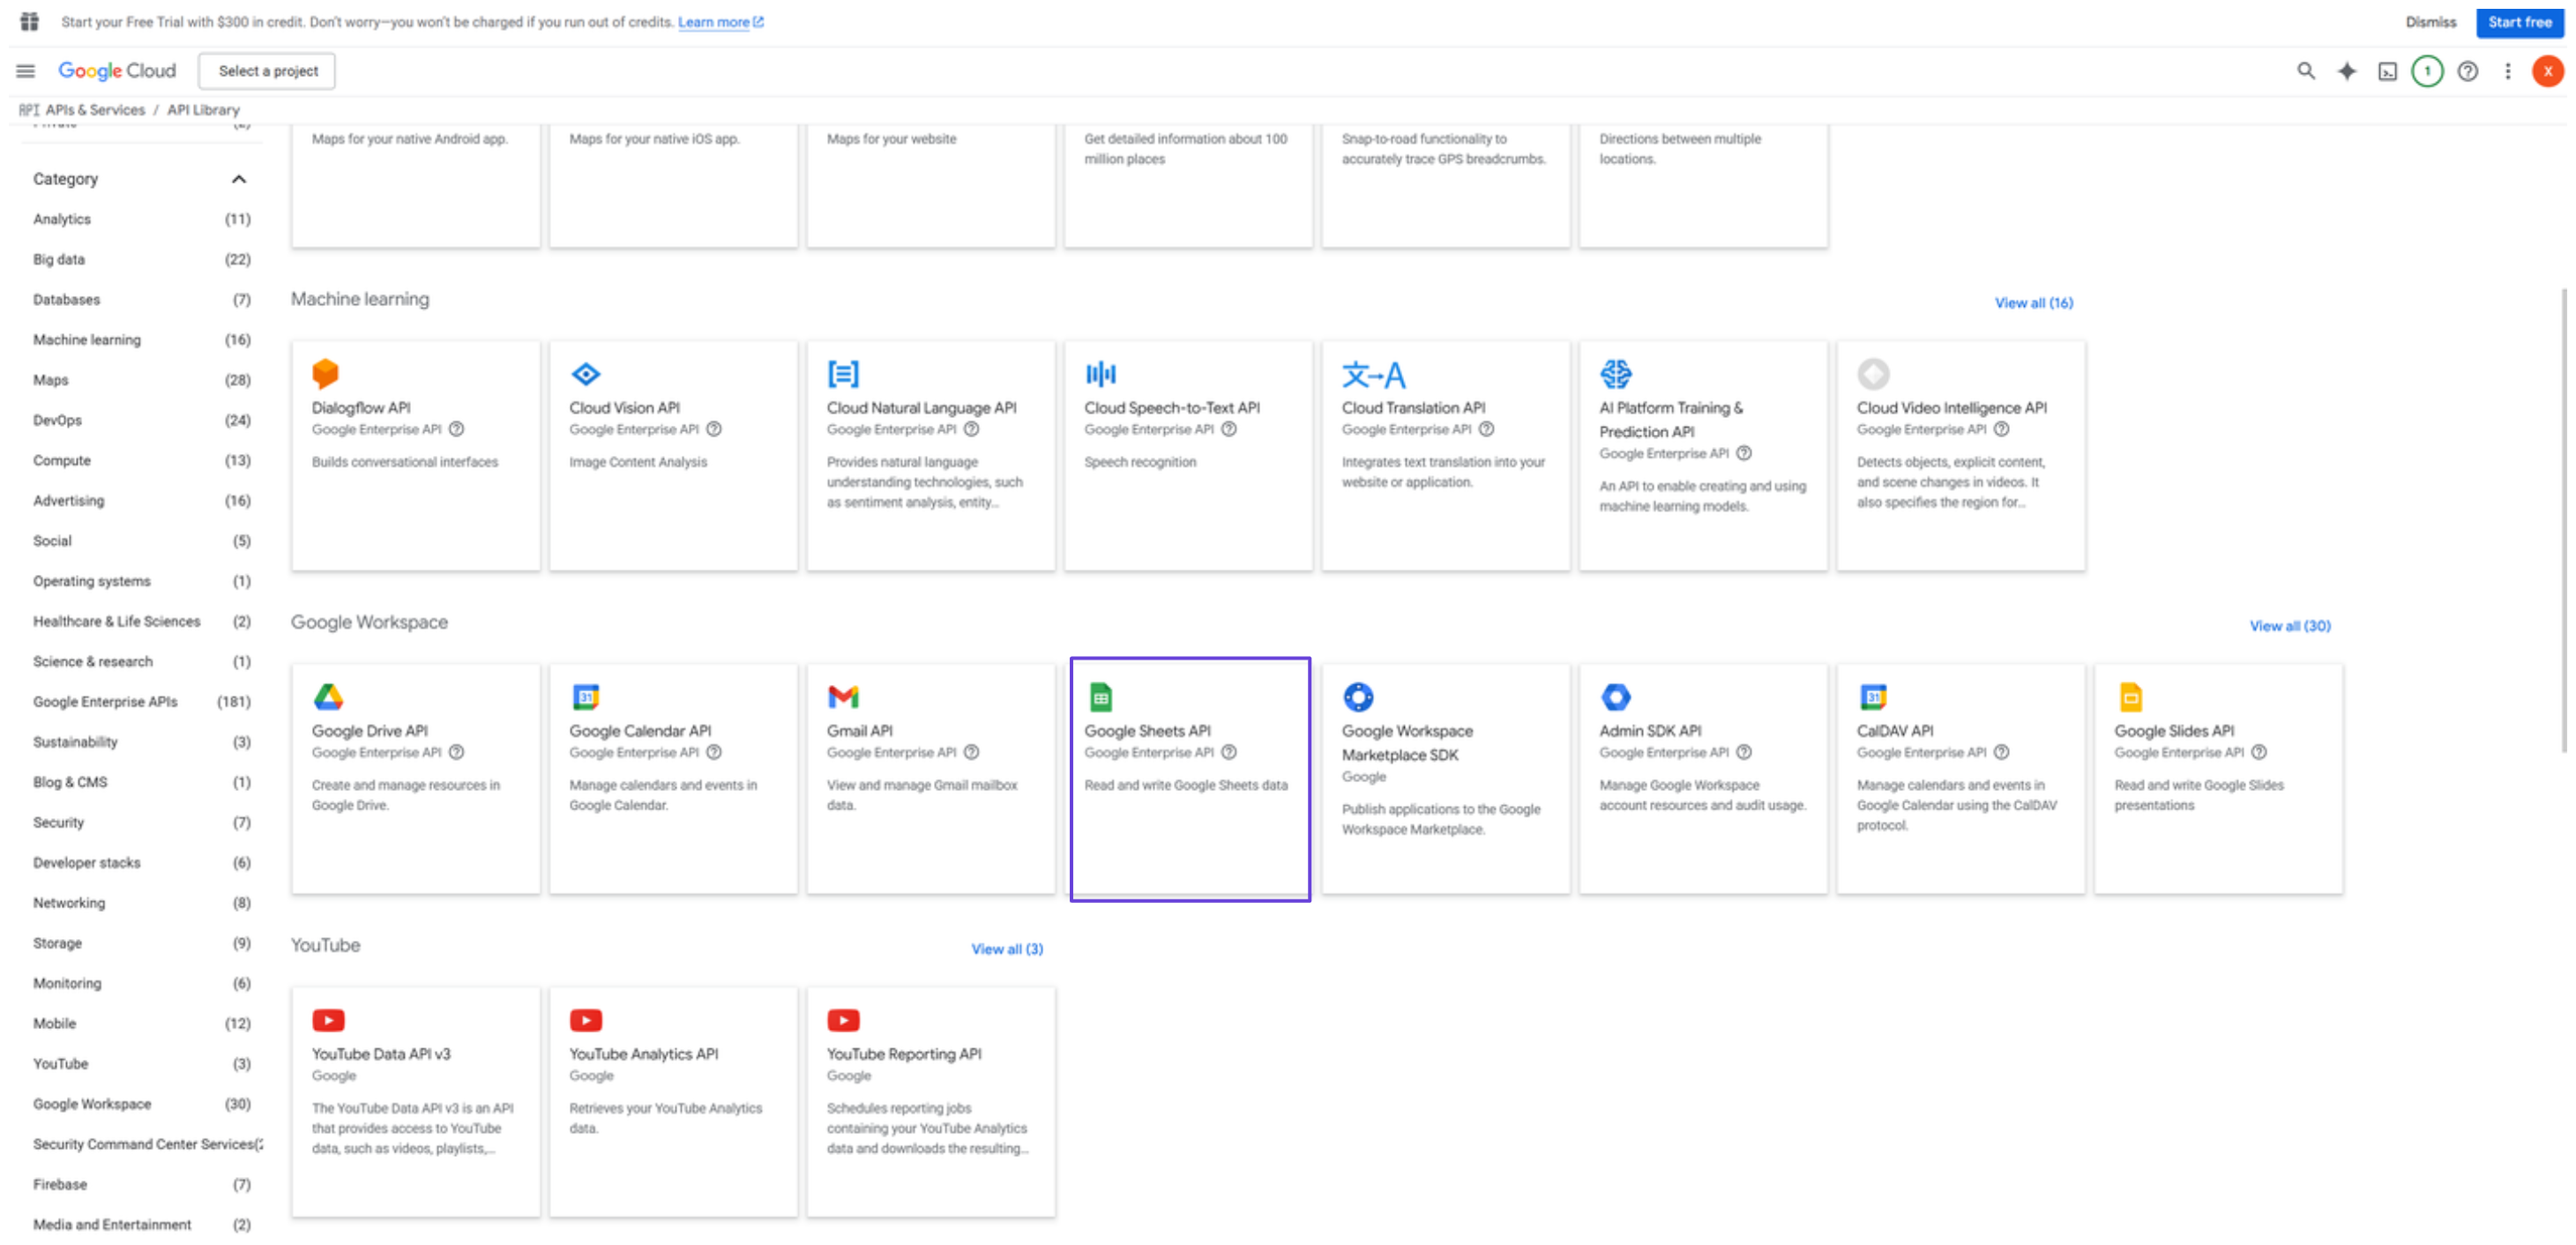 Start your Free Trial with $300 in credit. Don't worry—you won't be charged if you run out of credits. Learn more
Dismiss
Start free
Google Cloud
Select a project
1
X
API APIs & Services / API Library
Private (2)
Category
Analytics (11)
Big data (22)
Databases (7)
Machine learning (16)
Maps (28)
DevOps (24)
Compute (13)
Advertising (16)
Social (5)
Operating systems (1)
Healthcare & Life Sciences (2)
Science & research (1)
Google Enterprise APIs (181)
Sustainability (3)
Blog & CMS (1)
Security (7)
Developer stacks (6)
Networking (8)
Storage (9)
Monitoring (6)
Mobile (12)
YouTube (3)
Google Workspace (30)
Security Command Center Services(2
Firebase (7)
Media and Entertainment (2)
Maps for your native Android app.
Maps for your native iOS app.
Maps for your website
Get detailed information about 100
million places
Snap-to-road functionality to
accurately trace GPS breadcrumbs.
Directions between multiple
locations.
Machine learning
View all (16)
Dialogflow API
Google Enterprise API
Builds conversational interfaces
Cloud Vision API
Google Enterprise API
Image Content Analysis
Cloud Natural Language API
Google Enterprise API
Provides natural language
understanding technologies, such
as sentiment analysis, entity...
Cloud Speech-to-Text API
Google Enterprise API
Speech recognition
文→A
Cloud Translation API
Google Enterprise API
Integrates text translation into your
website or application.
AI Platform Training &
Prediction API
Google Enterprise API
An API to enable creating and using
machine learning models.
Cloud Video Intelligence API
Google Enterprise API
Detects objects, explicit content,
and scene changes in videos. It
also specifies the region for...
Google Workspace
View all (30)
Google Drive API
Google Enterprise API
Create and manage resources in
Google Drive.
31
Google Calendar API
Google Enterprise API
Manage calendars and events in
Google Calendar.
Gmail API
Google Enterprise API
View and manage Gmail mailbox
data.
Google Sheets API
Google Enterprise API
Read and write Google Sheets data
Google Workspace
Marketplace SDK
Google
Publish applications to the Google
Workspace Marketplace.
Admin SDK API
Google Enterprise API
Manage Google Workspace
account resources and audit usage.
31
CalDAV API
Google Enterprise API
Manage calendars and events in
Google Calendar using the CalDAV
protocol.
Google Slides API
Google Enterprise API
Read and write Google Slides
presentations
YouTube
View all (3)
YouTube Data API v3
Google
The YouTube Data API v3 is an API
that provides access to YouTube
data, such as videos, playlists,...
YouTube Analytics API
Google
Retrieves your YouTube Analytics
data.
YouTube Reporting API
Google
Schedules reporting jobs
containing your YouTube Analytics
data and downloads the resulting...